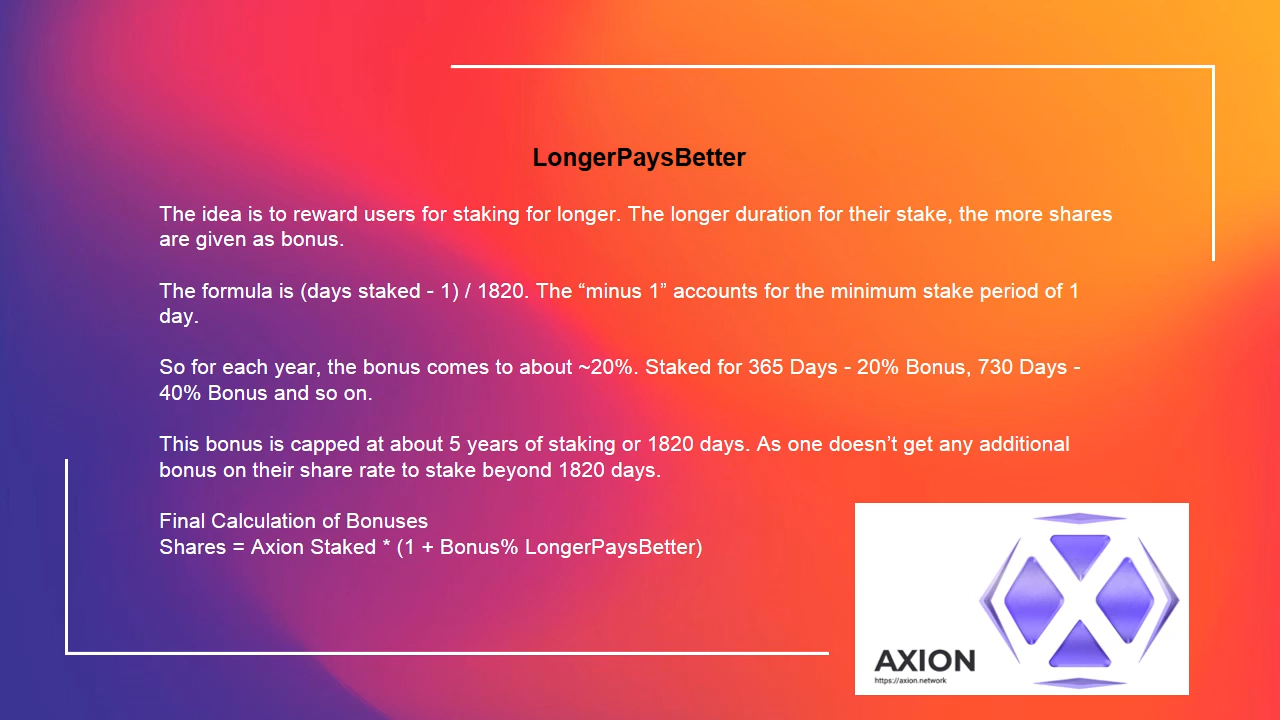 LongerPaysBetter
The idea is to reward users for staking for longer. The longer duration for their stake, the more shares
are given as bonus.
The formula is (days staked - 1) / 1820. The “minus 1” accounts for the minimum stake period of 1
day.
So for each year, the bonus comes to about ~20%. Staked for 365 Days - 20% Bonus, 730 Days -
40% Bonus and so on.
This bonus is capped at about 5 years of staking or 1820 days. As one doesn’t get any additional
bonus on their share rate to stake beyond 1820 days.
Final Calculation of Bonuses
Shares = Axion Staked * (1 + Bonus% LongerPaysBetter)
AXION
https://axion.network